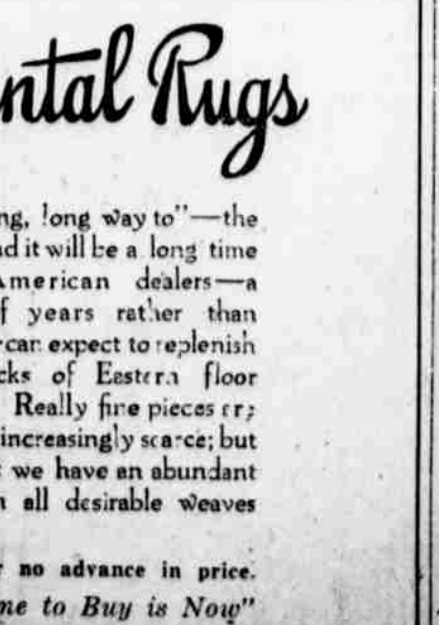 ntal Rugs
ng, long way to"—the
d it will be a long time
American dealers—a
f years rather than
can expect to replenish
cks of Eastern floor
Really fine pieces are
increasingly scarce; but
we have an abundant
all desirable weaves
no advance in price.
me to Buy is Now"